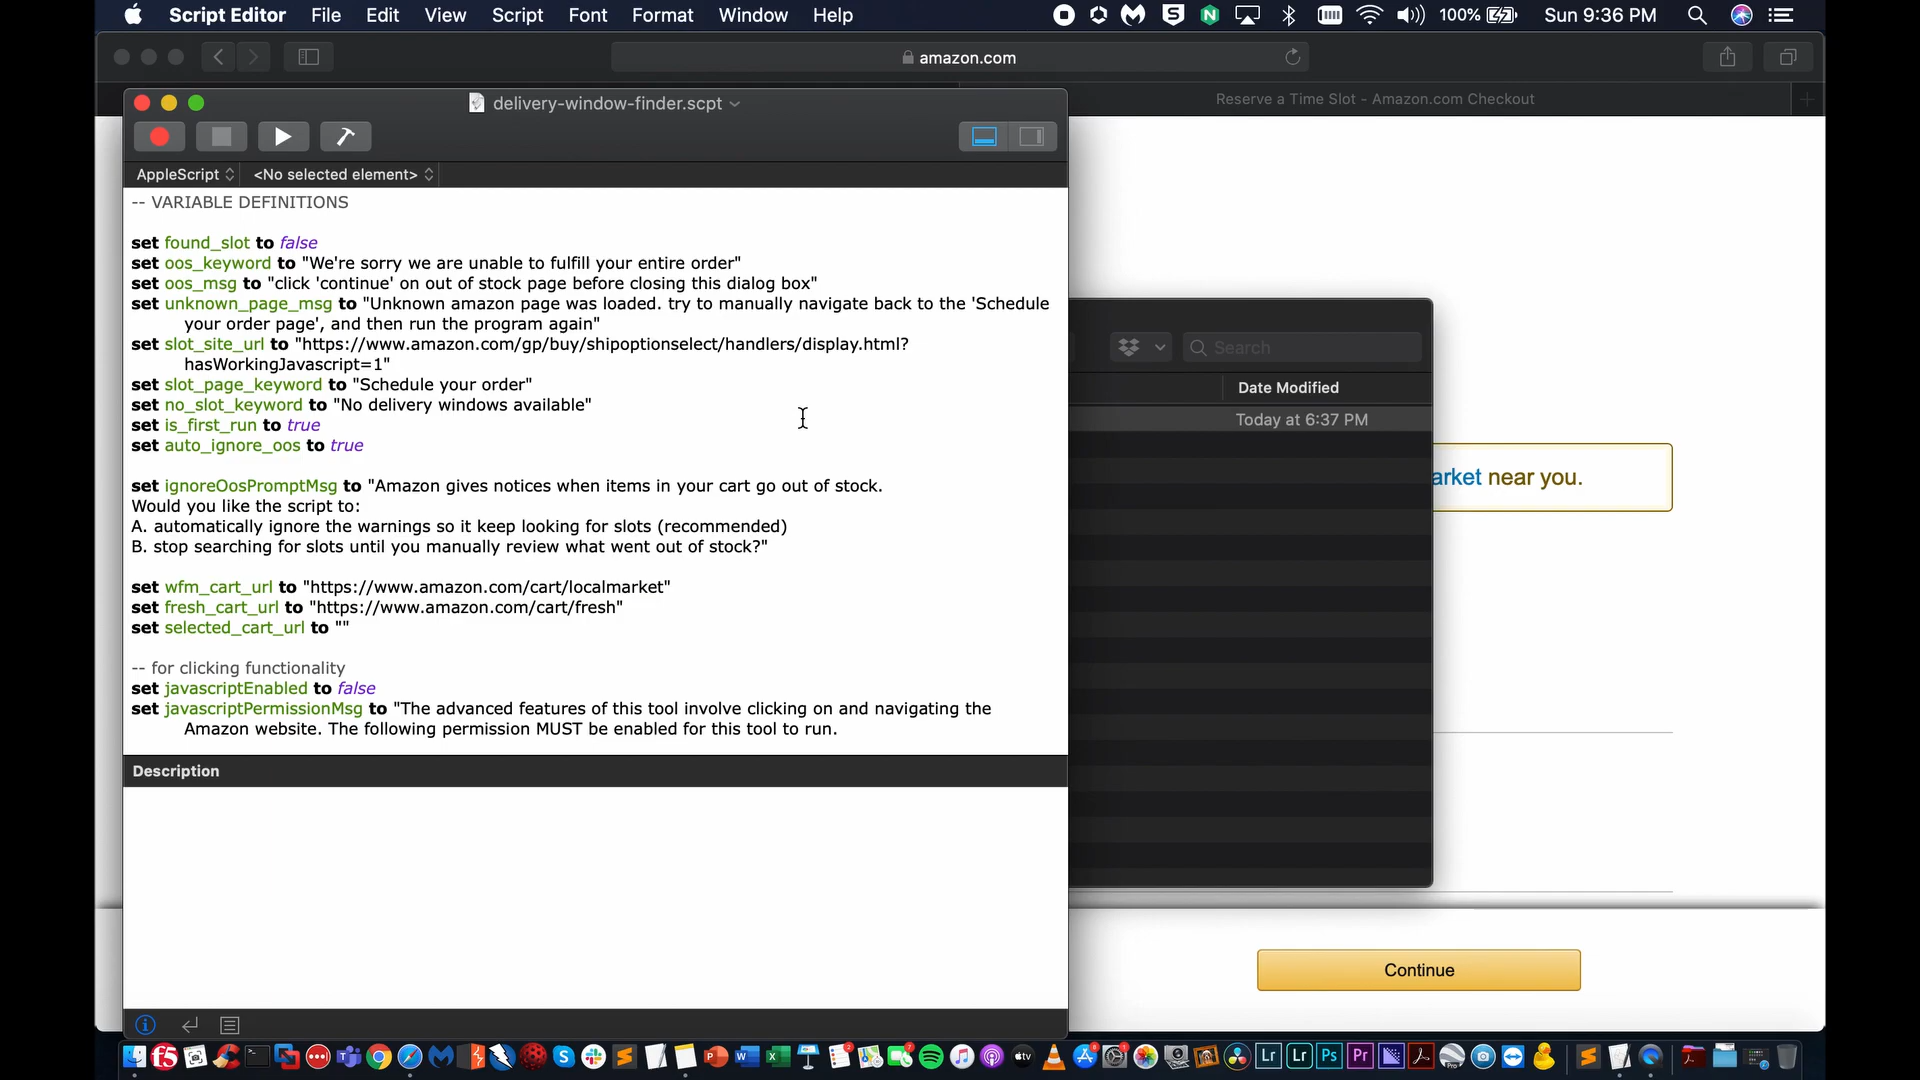 Script Editor File Edit View Script Font Format Window Help 100% Sun 9:36 PM
amazon.com
Reserve a Time Slot - Amazon.com Checkout
delivery-window-finder.scpt
AppleScript <No selected element>
-- VARIABLE DEFINITIONS
set found_slot to false
set oos_keyword to "We're sorry we are unable to fulfill your entire order"
set oos_msg to "click 'continue' on out of stock page before closing this dialog box"
set unknown_page_msg to "Unknown amazon page was loaded. try to manually navigate back to the 'Schedule
your order page', and then run the program again"
set slot_site_url to "https://www.amazon.com/gp/buy/shipoptionselect/handlers/display.html?
hasWorkingJavascript=1"
set slot_page_keyword to "Schedule your order"
set no_slot_keyword to "No delivery windows available"
set is_first_run to true
set auto_ignore_oos to true
set ignoreOosPromptMsg to "Amazon gives notices when items in your cart go out of stock.
Would you like the script to:
A. automatically ignore the warnings so it keep looking for slots (recommended)
B. stop searching for slots until you manually review what went out of stock?"
set wfm_cart_url to "https://www.amazon.com/cart/localmarket"
set fresh_cart_url to "https://www.amazon.com/cart/fresh"
set selected_cart_url to ""
-- for clicking functionality
set javascriptEnabled to false
set javascriptPermissionMsg to "The advanced features of this tool involve clicking on and navigating the
Amazon website. The following permission MUST be enabled for this tool to run.
Description
Search
Date Modified
Today at 6:37 PM
arket near you.
Continue